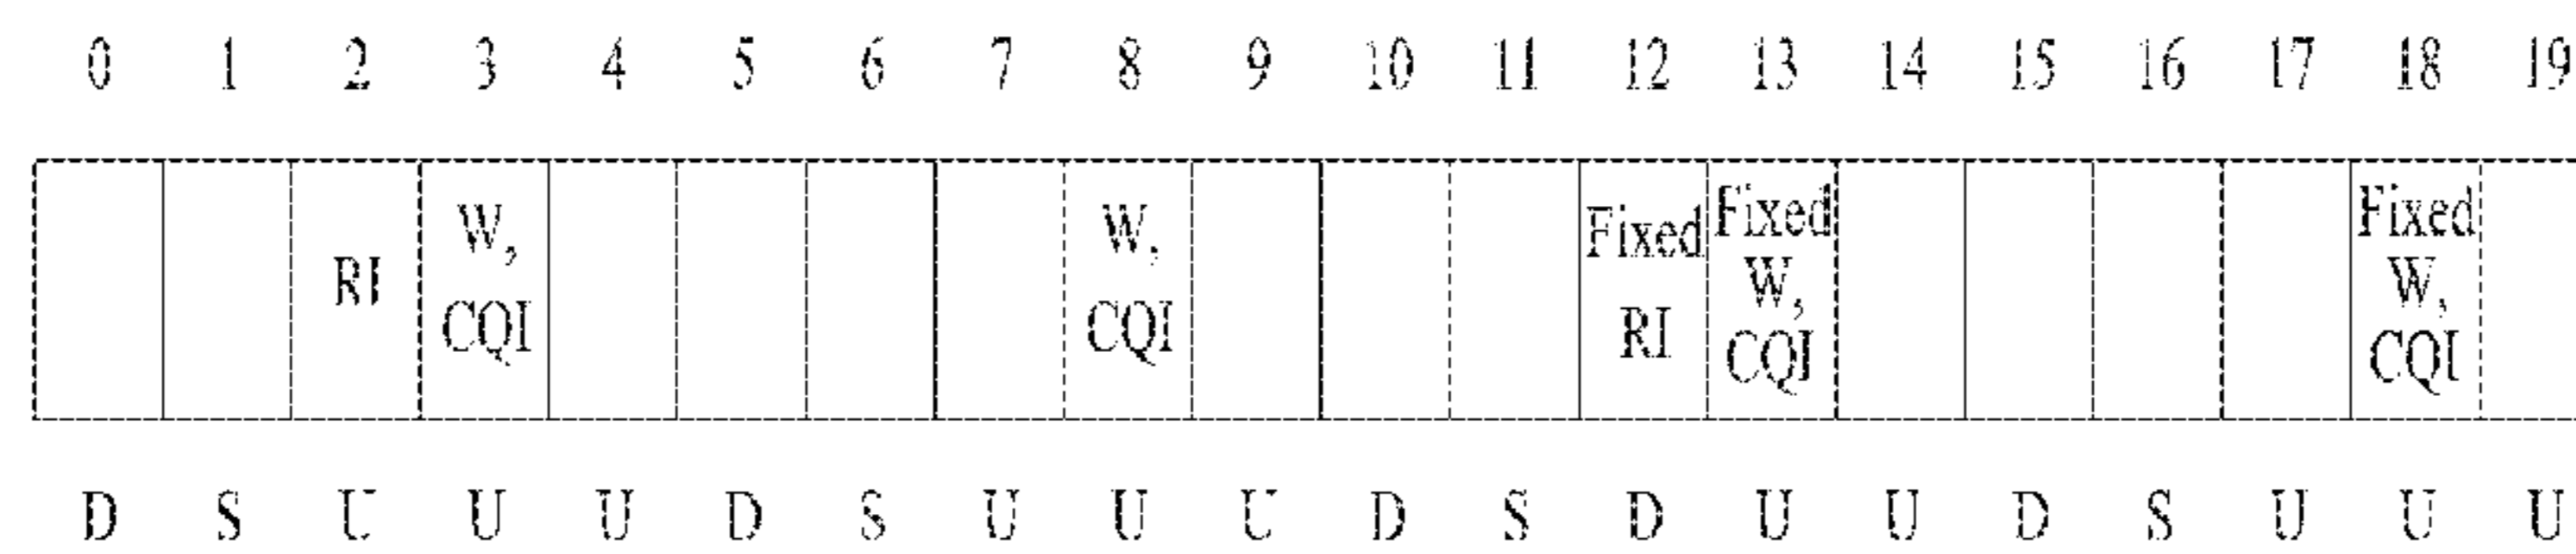 0 1 2 3 4 5 6 7 8 9 10 11 12 13 14 15 16 17 18 19
RI
W,
CQI
W,
CQI
Fixed
RI
Fixed
W,
CQI
Fixed
W,
CQI
D S U U U D S U U U D S D U U D S U U U